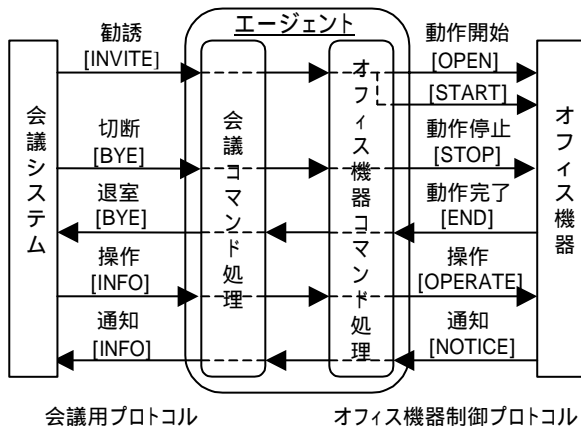 エージェント
会議システム
勧誘
[INVITE]
切断
[BYE]
退室
[BYE]
操作
[INFO]
通知
[INFO]
会議コマンド処理
オフィス機器コマンド処理
動作開始
[OPEN]
[START]
動作停止
[STOP]
動作完了
[END]
操作
[OPERATE]
通知
[NOTICE]
オフィス機器
会議用プロトコル
オフィス機器制御プロトコル